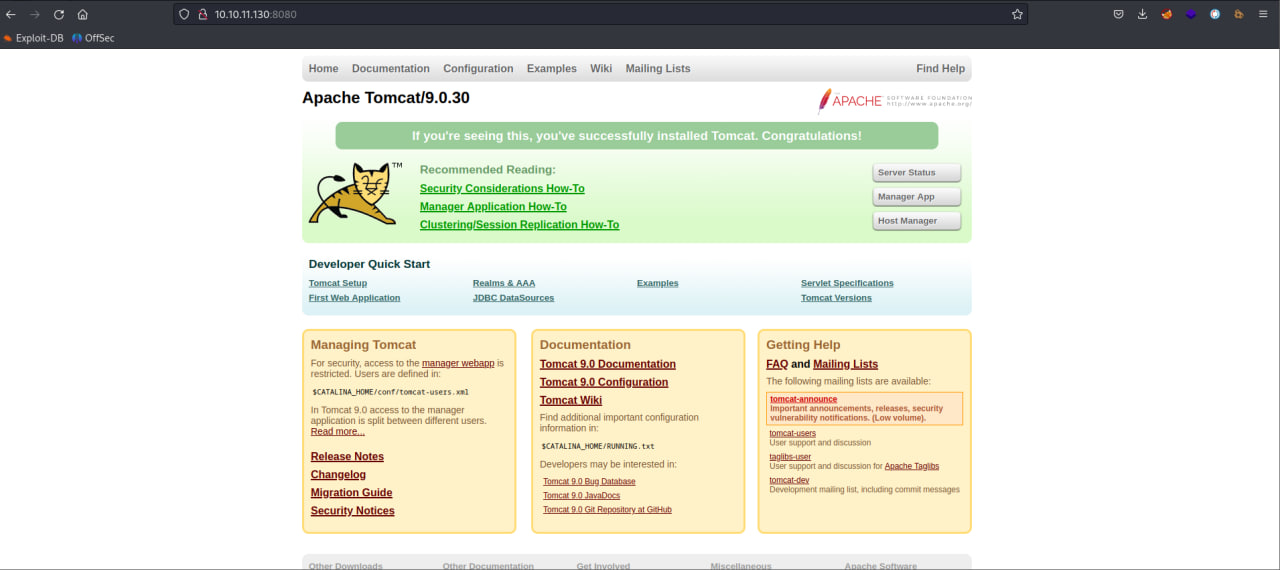 10.10.11.130:8080
Exploit-DB OffSec
Home Documentation Configuration Examples Wiki Mailing Lists Find Help
Apache Tomcat/9.0.30
APACHE
SOFTWARE FOUNDATION
http://www.apache.org/
If you're seeing this, you've successfully installed Tomcat. Congratulations!
TM
Recommended Reading:
Security Considerations How-To
Manager Application How-To
Clustering/Session Replication How-To
Server Status
Manager App
Host Manager
Developer Quick Start
Tomcat Setup
First Web Application
Realms & AAA
JDBC DataSources
Examples
Servlet Specifications
Tomcat Versions
Managing Tomcat
For security, access to the manager webapp is
restricted. Users are defined in:
$CATALINA_HOME/conf/tomcat-users.xml
In Tomcat 9.0 access to the manager
application is split between different users.
Read more...
Release Notes
Changelog
Migration Guide
Security Notices
Documentation
Tomcat 9.0 Documentation
Tomcat 9.0 Configuration
Tomcat Wiki
Find additional important configuration
information in:
$CATALINA_HOME/RUNNING.txt
Developers may be interested in:
Tomcat 9.0 Bug Database
Tomcat 9.0 JavaDocs
Tomcat 9.0 Git Repository at GitHub
Getting Help
FAQ and Mailing Lists
The following mailing lists are available:
tomcat-announce
Important announcements, releases, security
vulnerability notifications. (Low volume).
tomcat-users
User support and discussion
taglibs-user
User support and discussion for Apache Taglibs
tomcat-dev
Development mailing list, including commit messages
Other Downloads
Other Documentation
Get Involved
Miscellaneous
Apache Software